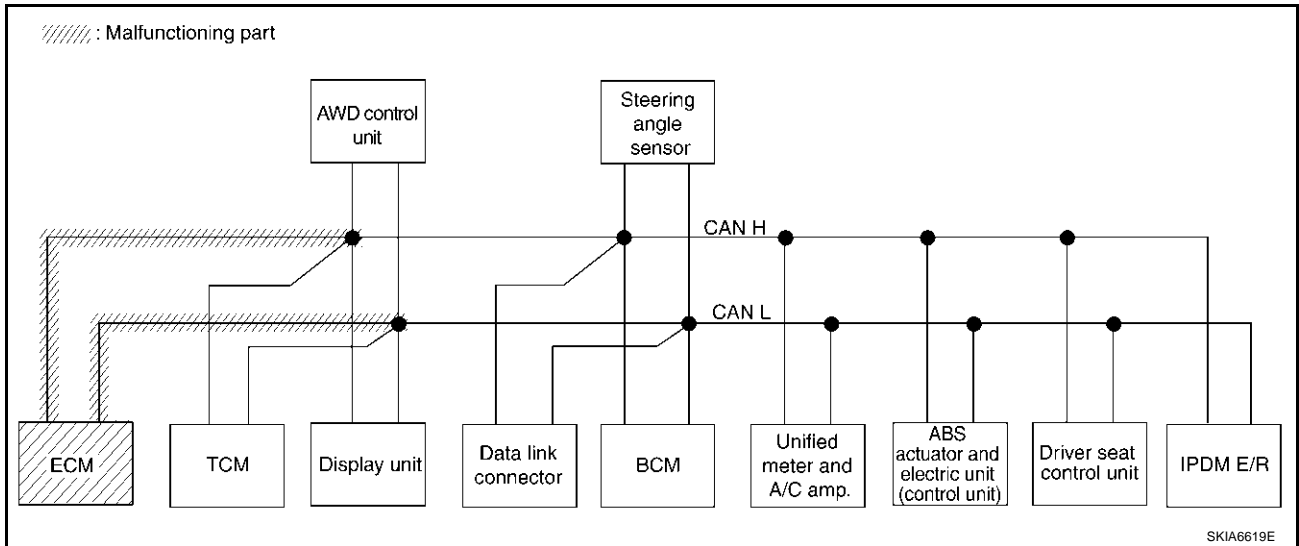 : Malfunctioning part
AWD control
unit
Steering
angle
sensor
CAN H
CAN L
ECM
TCM
Display unit
Data link
connector
BCM
Unified
meter and
A/C amp.
ABS
actuator and
electric unit
(control unit)
Driver seat
control unit
IPDM E/R
SKIA6619E